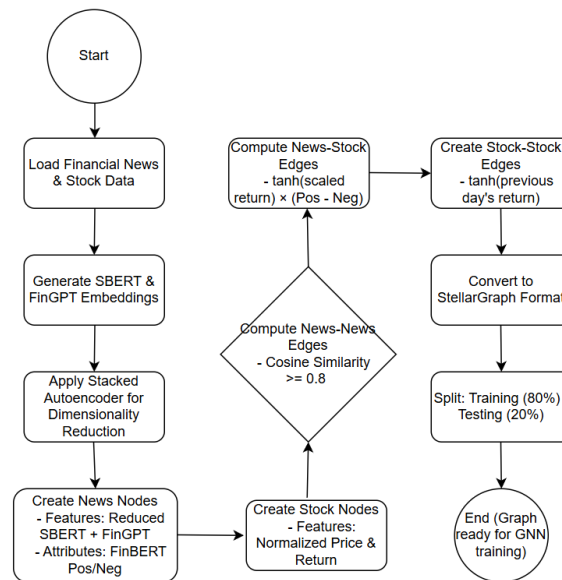 Start
Load Financial News
& Stock Data
Generate SBERT &
FinGPT Embeddings
Apply Stacked
Autoencoder for
Dimensionality
Reduction
Create News Nodes
- Features: Reduced
SBERT + FinGPT
- Attributes: FinBERT
Pos/Neg
Create Stock Nodes
- Features:
Normalized Price &
Return
Compute News-News
Edges
- Cosine Similarity
>= 0.8
Compute News-Stock
Edges
- tanh(scaled
return) × (Pos - Neg)
Create Stock-Stock
Edges
- tanh(previous
day's return)
Convert to
StellarGraph Format
Split: Training (80%)
Testing (20%)
End (Graph
ready for GNN
training)